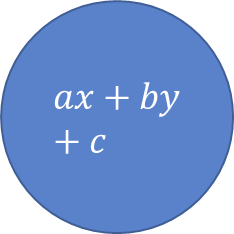 ax + by
+ c